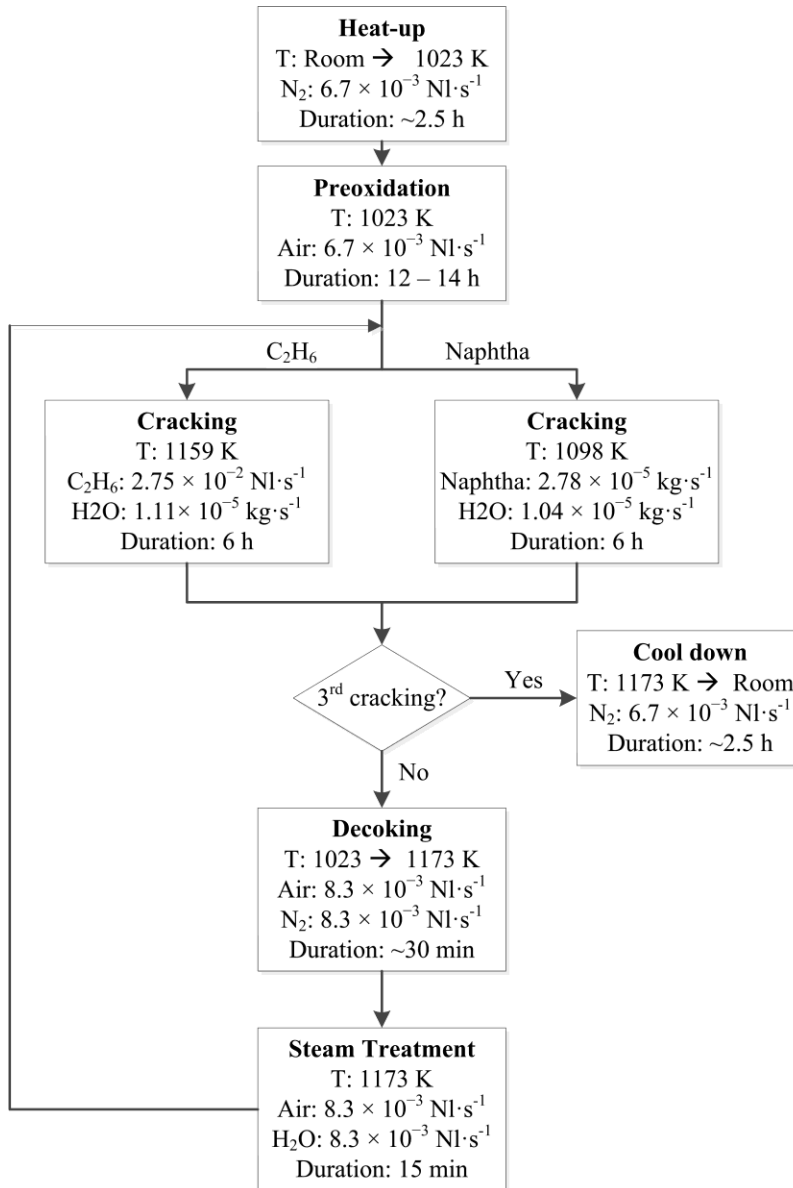 Heat-up
T: Room → 1023 K
N₂: 6.7 × 10⁻³ Nl·s⁻¹
Duration: ~2.5 h
Preoxidation
T: 1023 K
Air: 6.7 × 10⁻³ Nl·s⁻¹
Duration: 12 – 14 h
C₂H₆
Naphtha
Cracking
T: 1159 K
C₂H₆: 2.75 × 10⁻² Nl·s⁻¹
H2O: 1.11× 10⁻⁵ kg·s⁻¹
Duration: 6 h
Cracking
T: 1098 K
Naphtha: 2.78 × 10⁻⁵ kg·s⁻¹
H2O: 1.04 × 10⁻⁵ kg·s⁻¹
Duration: 6 h
3ʳᵈ cracking?
Yes
Cool down
T: 1173 K → Room
N₂: 6.7 × 10⁻³ Nl·s⁻¹
Duration: ~2.5 h
No
Decoking
T: 1023 → 1173 K
Air: 8.3 × 10⁻³ Nl·s⁻¹
N₂: 8.3 × 10⁻³ Nl·s⁻¹
Duration: ~30 min
Steam Treatment
T: 1173 K
Air: 8.3 × 10⁻³ Nl·s⁻¹
H₂O: 8.3 × 10⁻³ Nl·s⁻¹
Duration: 15 min